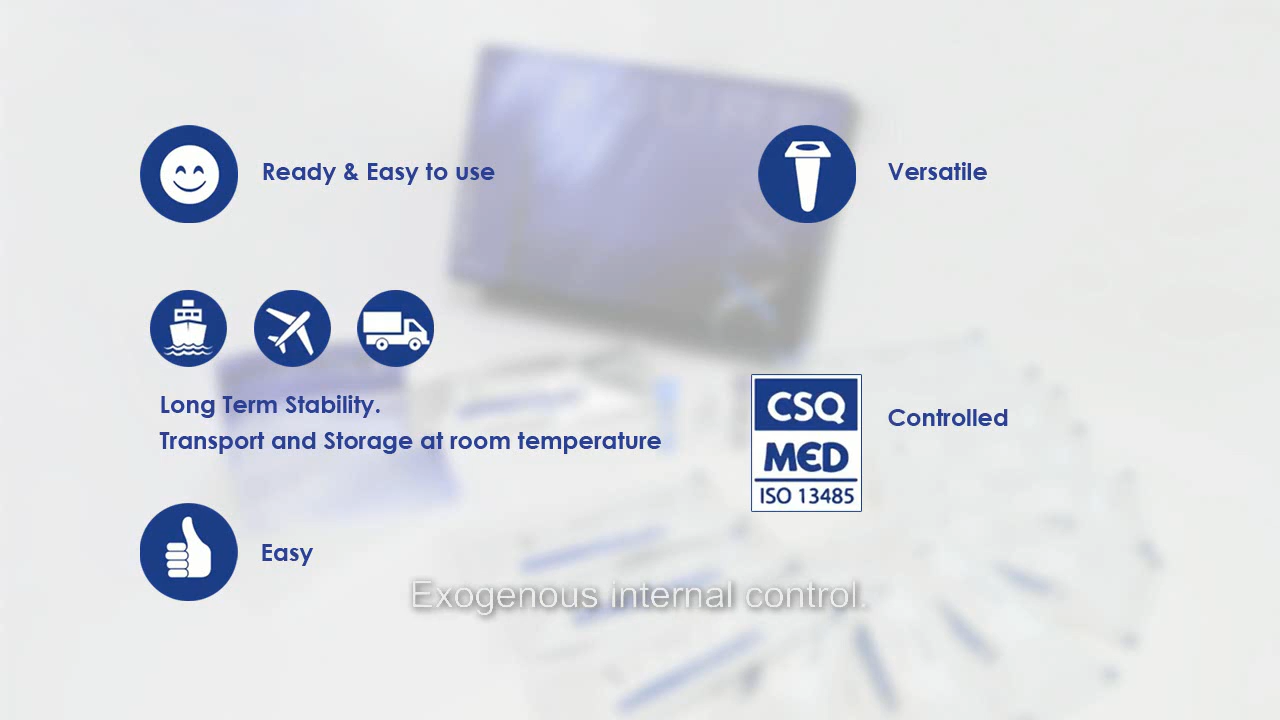 Ready & Easy to use
Versatile
Long Term Stability.
Transport and Storage at room temperature
CSQ
MED
ISO 13485
Controlled
Easy
Exogenous internal control.